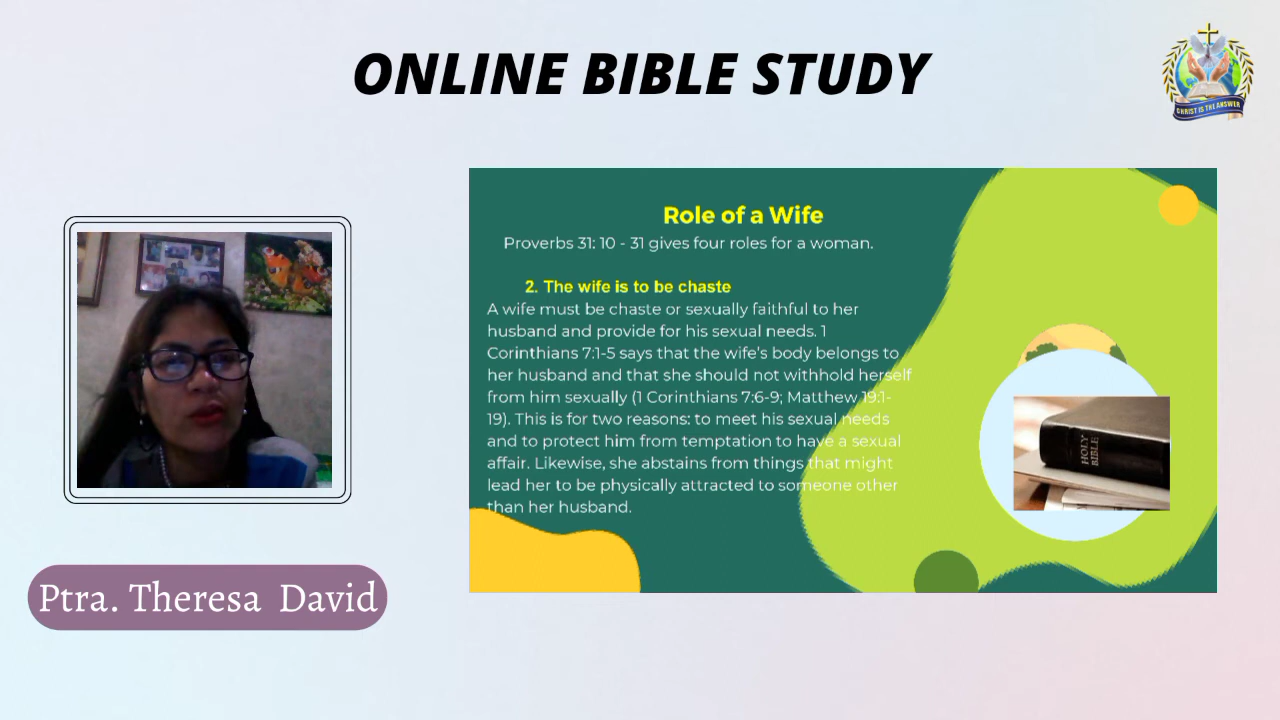 ONLINE BIBLE STUDY
CHRIST IS THE ANSWER
Role of a Wife
Proverbs 31: 10 - 31 gives four roles for a woman.
2. The wife is to be chaste
A wife must be chaste or sexually faithful to her
husband and provide for his sexual needs. 1
Corinthians 7:1-5 says that the wife's body belongs to
her husband and that she should not withhold herself
from him sexually (1 Corinthians 7:6-9; Matthew 19:1-
19). This is for two reasons: to meet his sexual needs
and to protect him from temptation to have a sexual
affair. Likewise, she abstains from things that might
lead her to be physically attracted to someone other
than her husband.
HOLY
BIBLE
Ptra. Theresa David